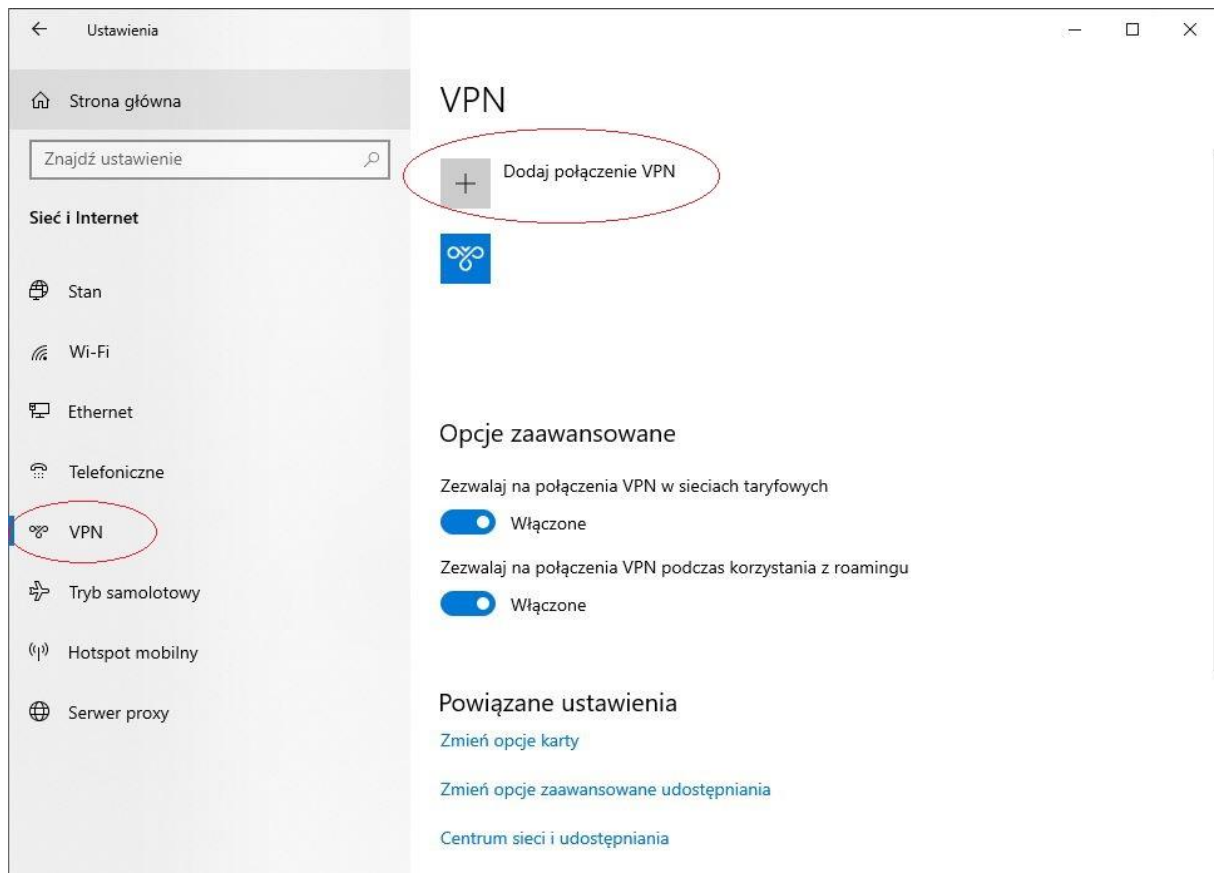 Ustawienia
Strona główna
Znajdź ustawienie
Sieć i Internet
Stan
Wi-Fi
Ethernet
Telefoniczne
VPN
Tryb samolotowy
Hotspot mobilny
Serwer proxy
VPN
Dodaj połączenie VPN
Opcje zaawansowane
Zezwalaj na połączenia VPN w sieciach taryfowych
Włączone
Zezwalaj na połączenia VPN podczas korzystania z roamingu
Włączone
Powiązane ustawienia
Zmień opcje karty
Zmień opcje zaawansowane udostępniania
Centrum sieci i udostępniania